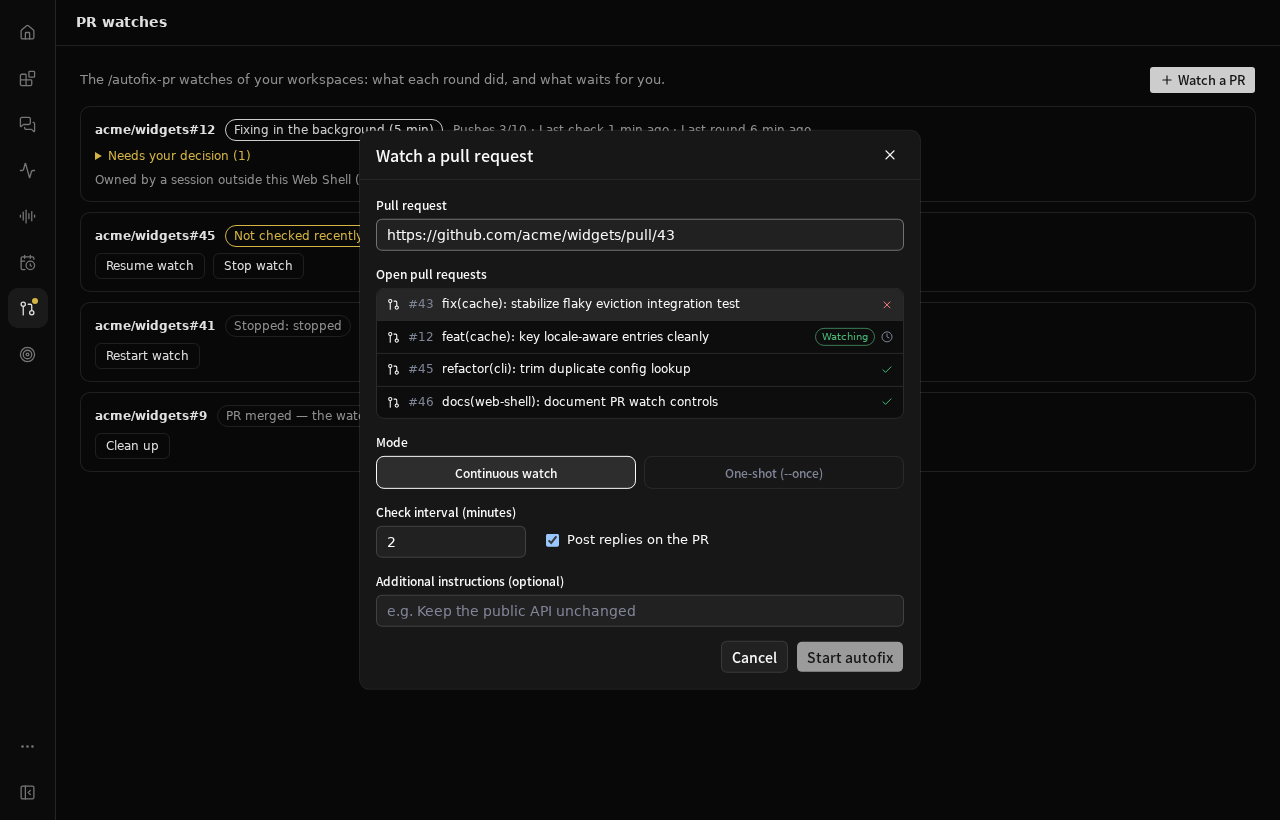 PR watches
The /autofix-pr watches of your workspaces: what each round did, and what waits for you.
+ Watch a PR
acme/widgets#12 Fixing in the background (5 min) Pushes 3/10 · Last check 1 min ago · Last round 6 min ago
Needs your decision (1)
Owned by a session outside this Web Shell (
acme/widgets#45 Not checked recently
Resume watch Stop watch
acme/widgets#41 Stopped: stopped
Restart watch
acme/widgets#9 PR merged — the
Clean up
Watch a pull request
Pull request
https://github.com/acme/widgets/pull/43
Open pull requests
#43 fix(cache): stabilize flaky eviction integration test
#12 feat(cache): key locale-aware entries cleanly Watching
#45 refactor(cli): trim duplicate config lookup
#46 docs(web-shell): document PR watch controls
Mode
Continuous watch One-shot (--once)
Check interval (minutes)
2 Post replies on the PR
Additional instructions (optional)
e.g. Keep the public API unchanged
Cancel Start autofix